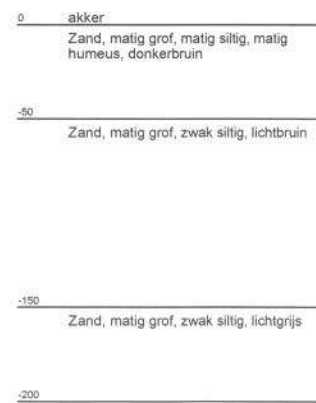 0 akker
Zand, matig grof, matig siltig, matig
humeus, donkerbruin
-50
Zand, matig grof, zwak siltig, lichtbruin
-150
Zand, matig grof, zwak siltig, lichtgrijs
-200